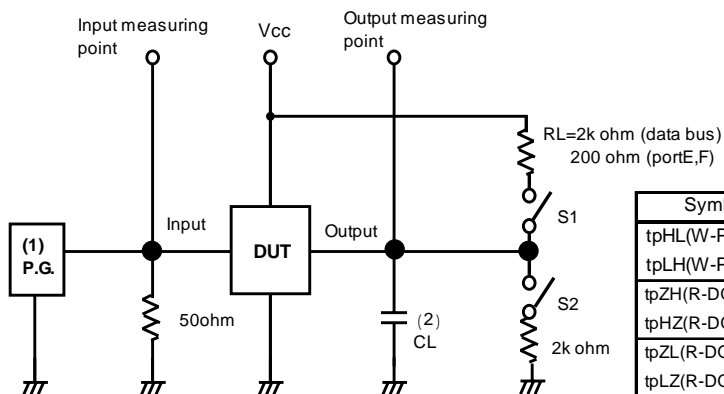 Input measuring
point
Vcc
Output measuring
point
RL=2k ohm (data bus)
200 ohm (portE,F)
S1
(1)
P.G.
Input
DUT
Output
50ohm
(2)
CL
S2
2k ohm
tpHL(W-
tpLH(W-
tpZH(R-
tpHZ(R-
tpZL(R-
tpLZ(R-